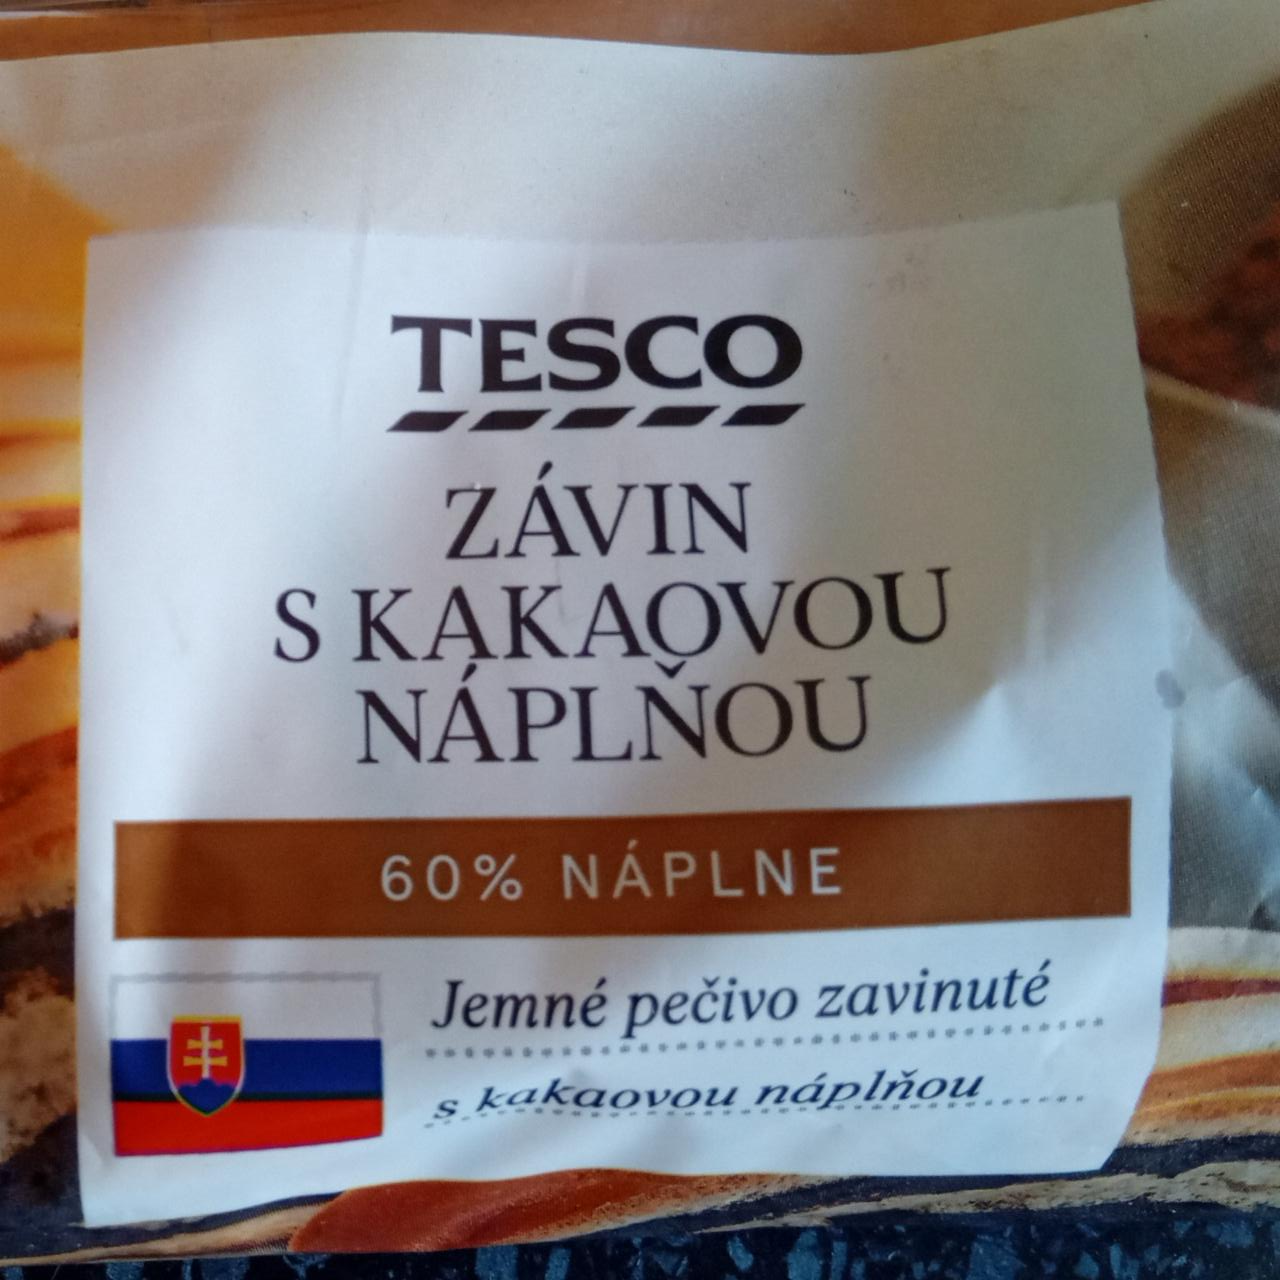 TESCO
ZÁVIN
S KAKAOVOU
NÁPLŇOU
60% NÁPLNE
Jemné pečivo zavinuté
s kakaovou náplňou